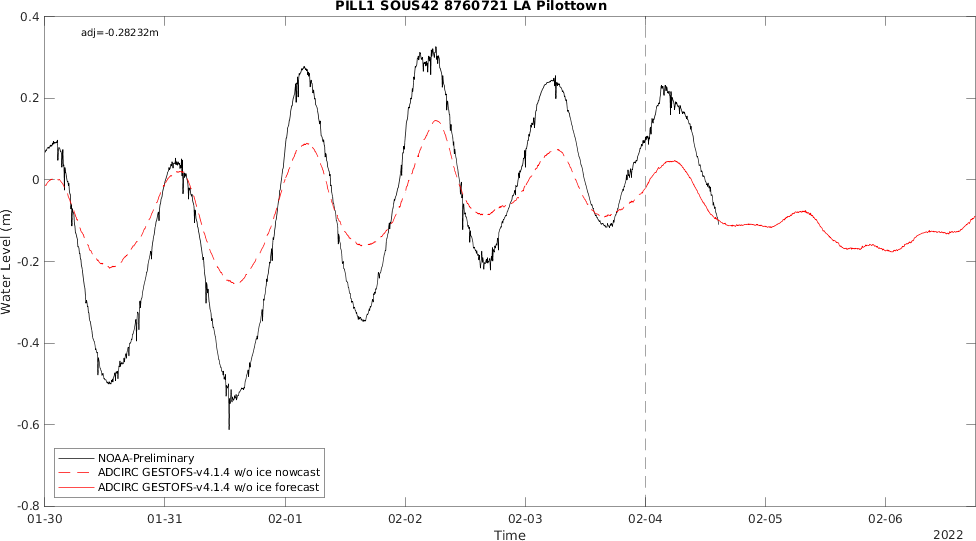 PILL1 SOUS42 8760721 LA Pilottown
adj=-0.28232m
0.4
0.2
0
-0.2
-0.4
-0.6
-0.8
Water Level (m)
NOAA-Preliminary
ADCIRC GESTOFS-v4.1.4 w/o ice nowcast
ADCIRC GESTOFS-v4.1.4 w/o ice forecast
01-30 01-31 02-01 02-02 02-03 02-04 02-05 02-06
Time
2022